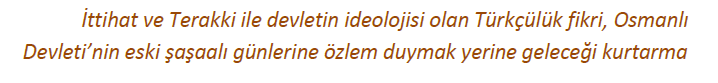 İttihat ve Terakki ile devletin ideolojisi olan Türkçülük fikri, Osmanlı
Devleti’nin eski şaşaalı günlerine özlem duymak yerine geleceği kurtarma